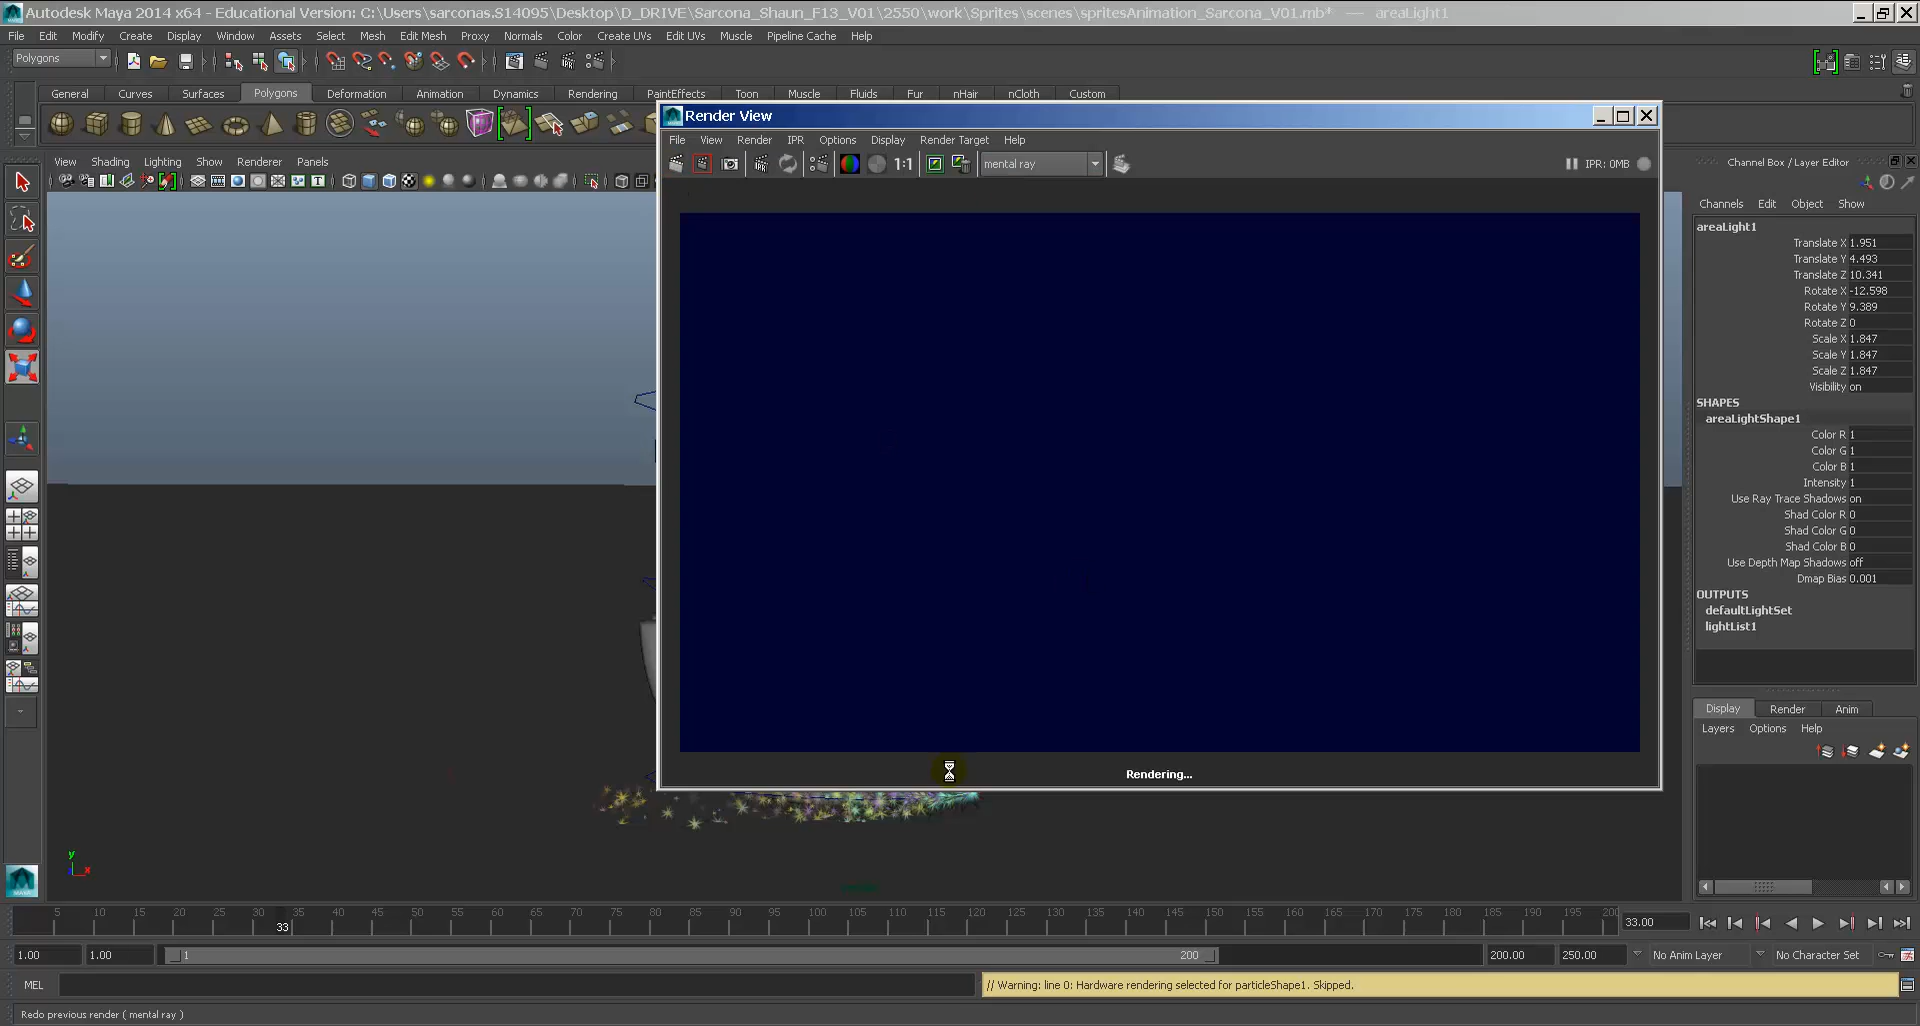 Autodesk Maya 2014 x64 - Educational Version: C:\Users\sarconas.S14095\Desktop\D_DRIVE\Sarcona_Shaun_F13_V01\2550\work\Sprites\scenes\spritesAnimation_Sarcona_V01.mb* --- areaLight1
File Edit Modify Create Display Window Assets Select Mesh Edit Mesh Proxy Normals Color Create UVs Edit UVs Muscle Pipeline Cache Help
Polygons
General Curves Surfaces Polygons Deformation Animation Dynamics Rendering PaintEffects Toon Muscle Fluids Fur nHair nCloth Custom
Render View
File View Render IPR Options Display Render Target Help
1:1 mental ray IPR: 0MB
View Shading Lighting Show Renderer Panels
Channel Box / Layer Editor
Channels Edit Object Show
areaLight1
Translate X 1.951
Translate Y 4.493
Translate Z 10.341
Rotate X -12.598
Rotate Y 9.389
Rotate Z 0
Scale X 1.847
Scale Y 1.847
Scale Z 1.847
Visibility on
SHAPES
areaLightShape1
Color R 1
Color G 1
Color B 1
Intensity 1
Use Ray Trace Shadows on
Shad Color R 0
Shad Color G 0
Shad Color B 0
Use Depth Map Shadows off
Dmap Bias 0.001
OUTPUTS
defaultLightSet
lightList1
Display Render Anim
Layers Options Help
Rendering...
y
x
5 10 15 20 25 30 35 40 45 50 55 60 65 70 75 80 85 90 95 100 105 110 115 120 125 130 135 140 145 150 155 160 165 170 175 180 185 190 195 200
33
33.00
1.00 1.00 1 200 200.00 250.00 No Anim Layer No Character Set
MEL // Warning: line 0: Hardware rendering selected for particleShape1. Skipped.
Redo previous render ( mental ray )